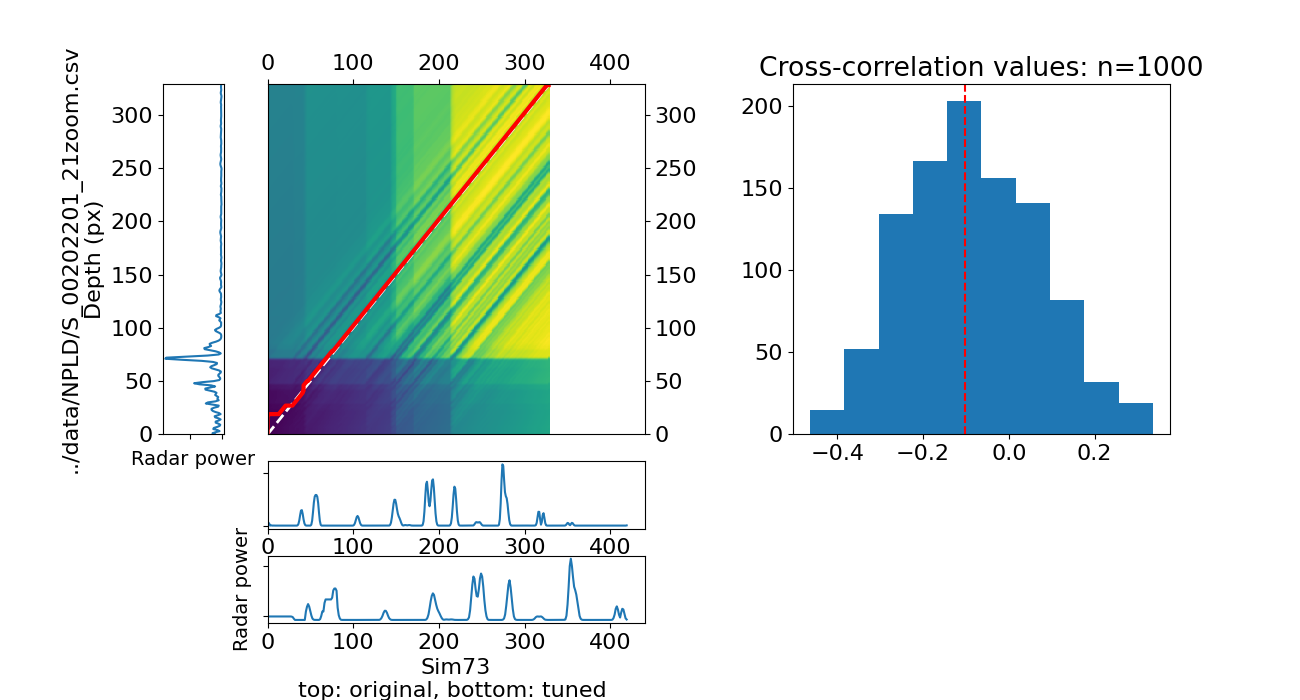 ../data/NPLD/S_00202201_21zoom.csv
Depth (px)
0 100 200 300 400
300
250
200
150
100
50
0
300
250
200
150
100
50
0
Radar power
0 100 200 300 400
Radar power
0 100 200 300 400
Sim73
top: original, bottom: tuned
Cross-correlation values: n=1000
200
150
100
50
0
−0.4 −0.2 0.0 0.2